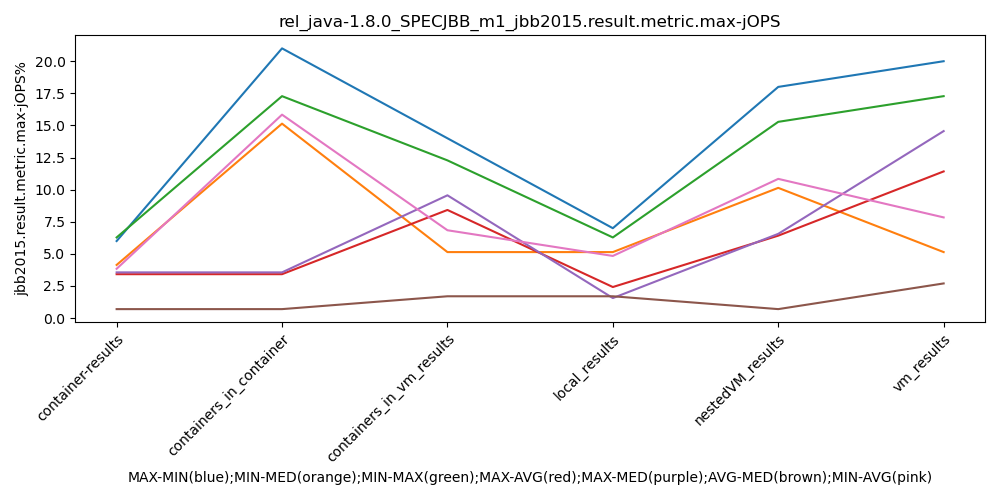 rel_java-1.8.0_SPECJBB_m1_jbb2015.result.metric.max-jOPS
jbb2015.result.metric.max-jOPS%
20.0
17.5
15.0
12.5
10.0
7.5
5.0
2.5
0.0
container-results
containers_in_container
containers_in_vm_results
local_results
nestedVM_results
vm_results
MAX-MIN(blue);MIN-MED(orange);MIN-MAX(green);MAX-AVG(red);MAX-MED(purple);AVG-MED(brown);MIN-AVG(pink)